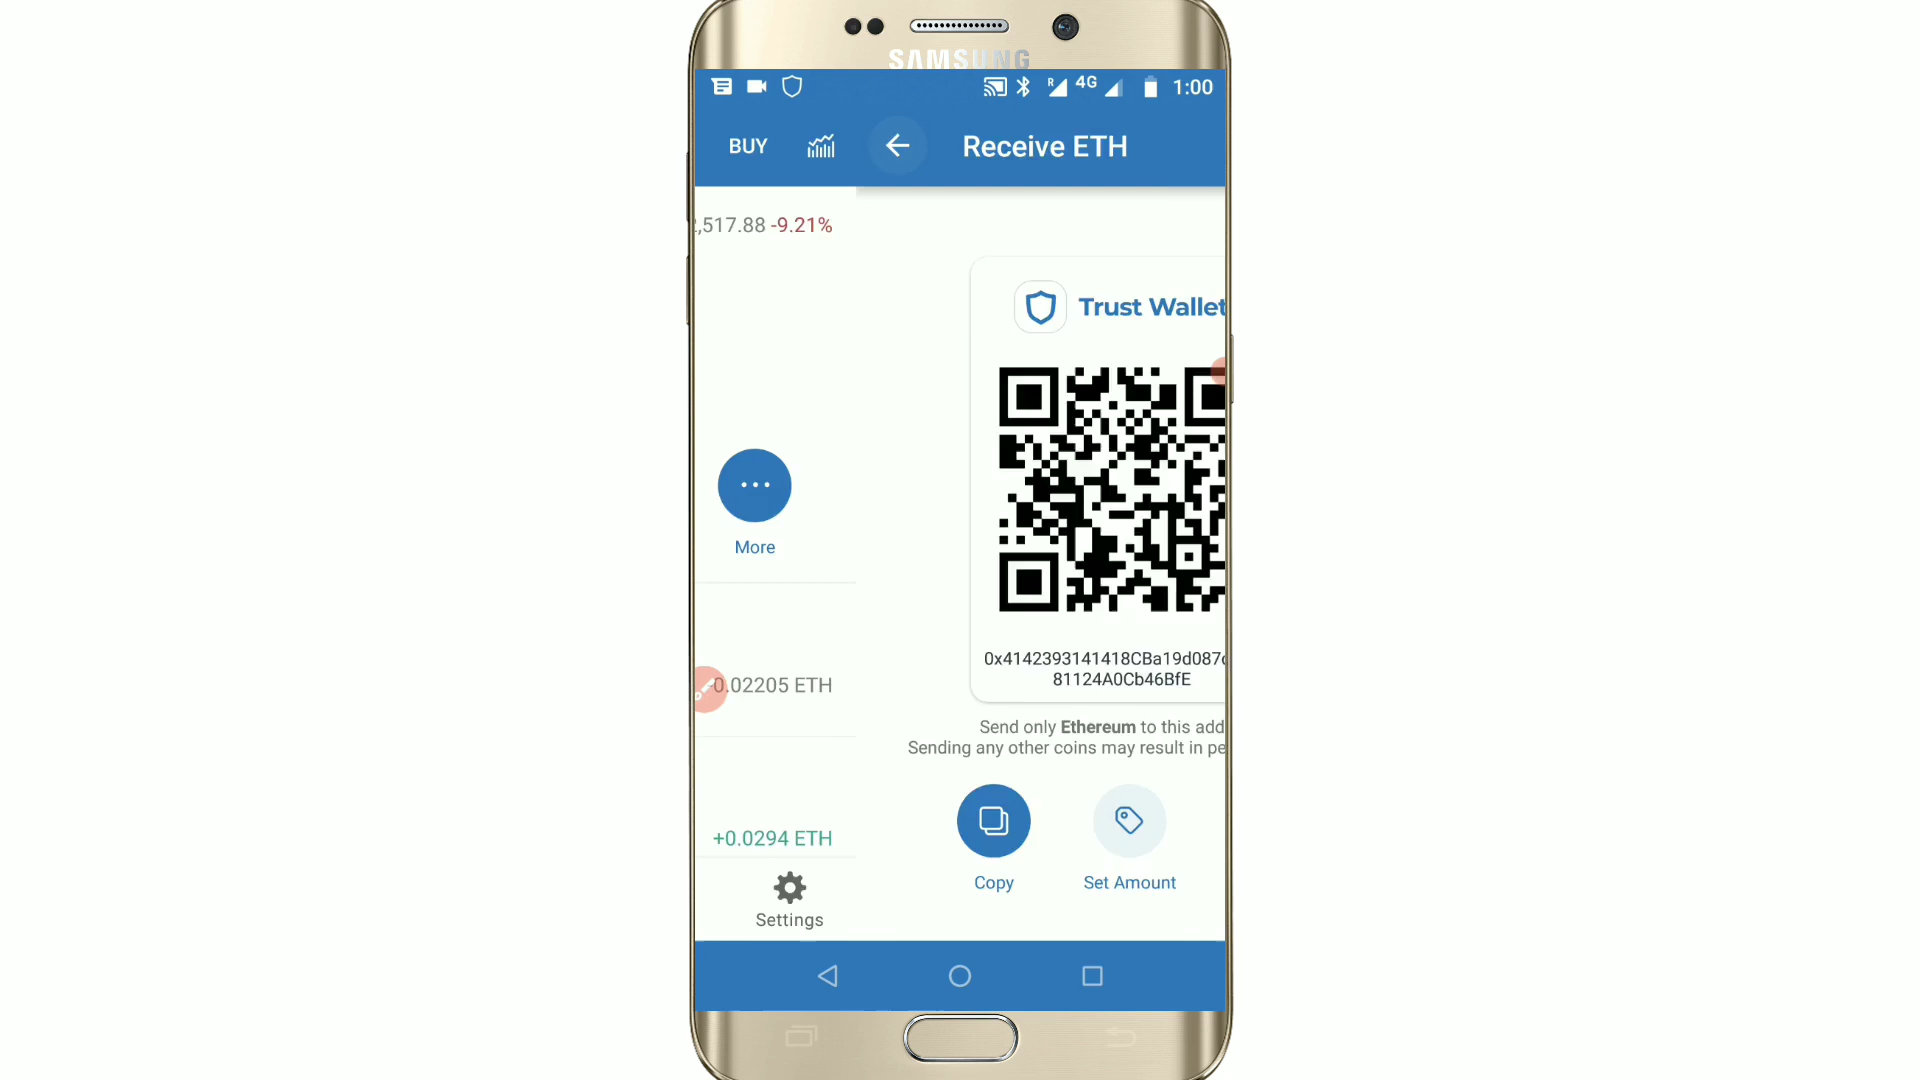 SAMSUNG
4G
1:00
BUY
Receive ETH
,517.88 -9.21%
Trust Wallet
More
0x4142393141418CBa19d087
81124A0Cb46BfE
0.02205 ETH
Send only Ethereum to this add
Sending any other coins may result in pe
+0.0294 ETH
Copy
Set Amount
Settings